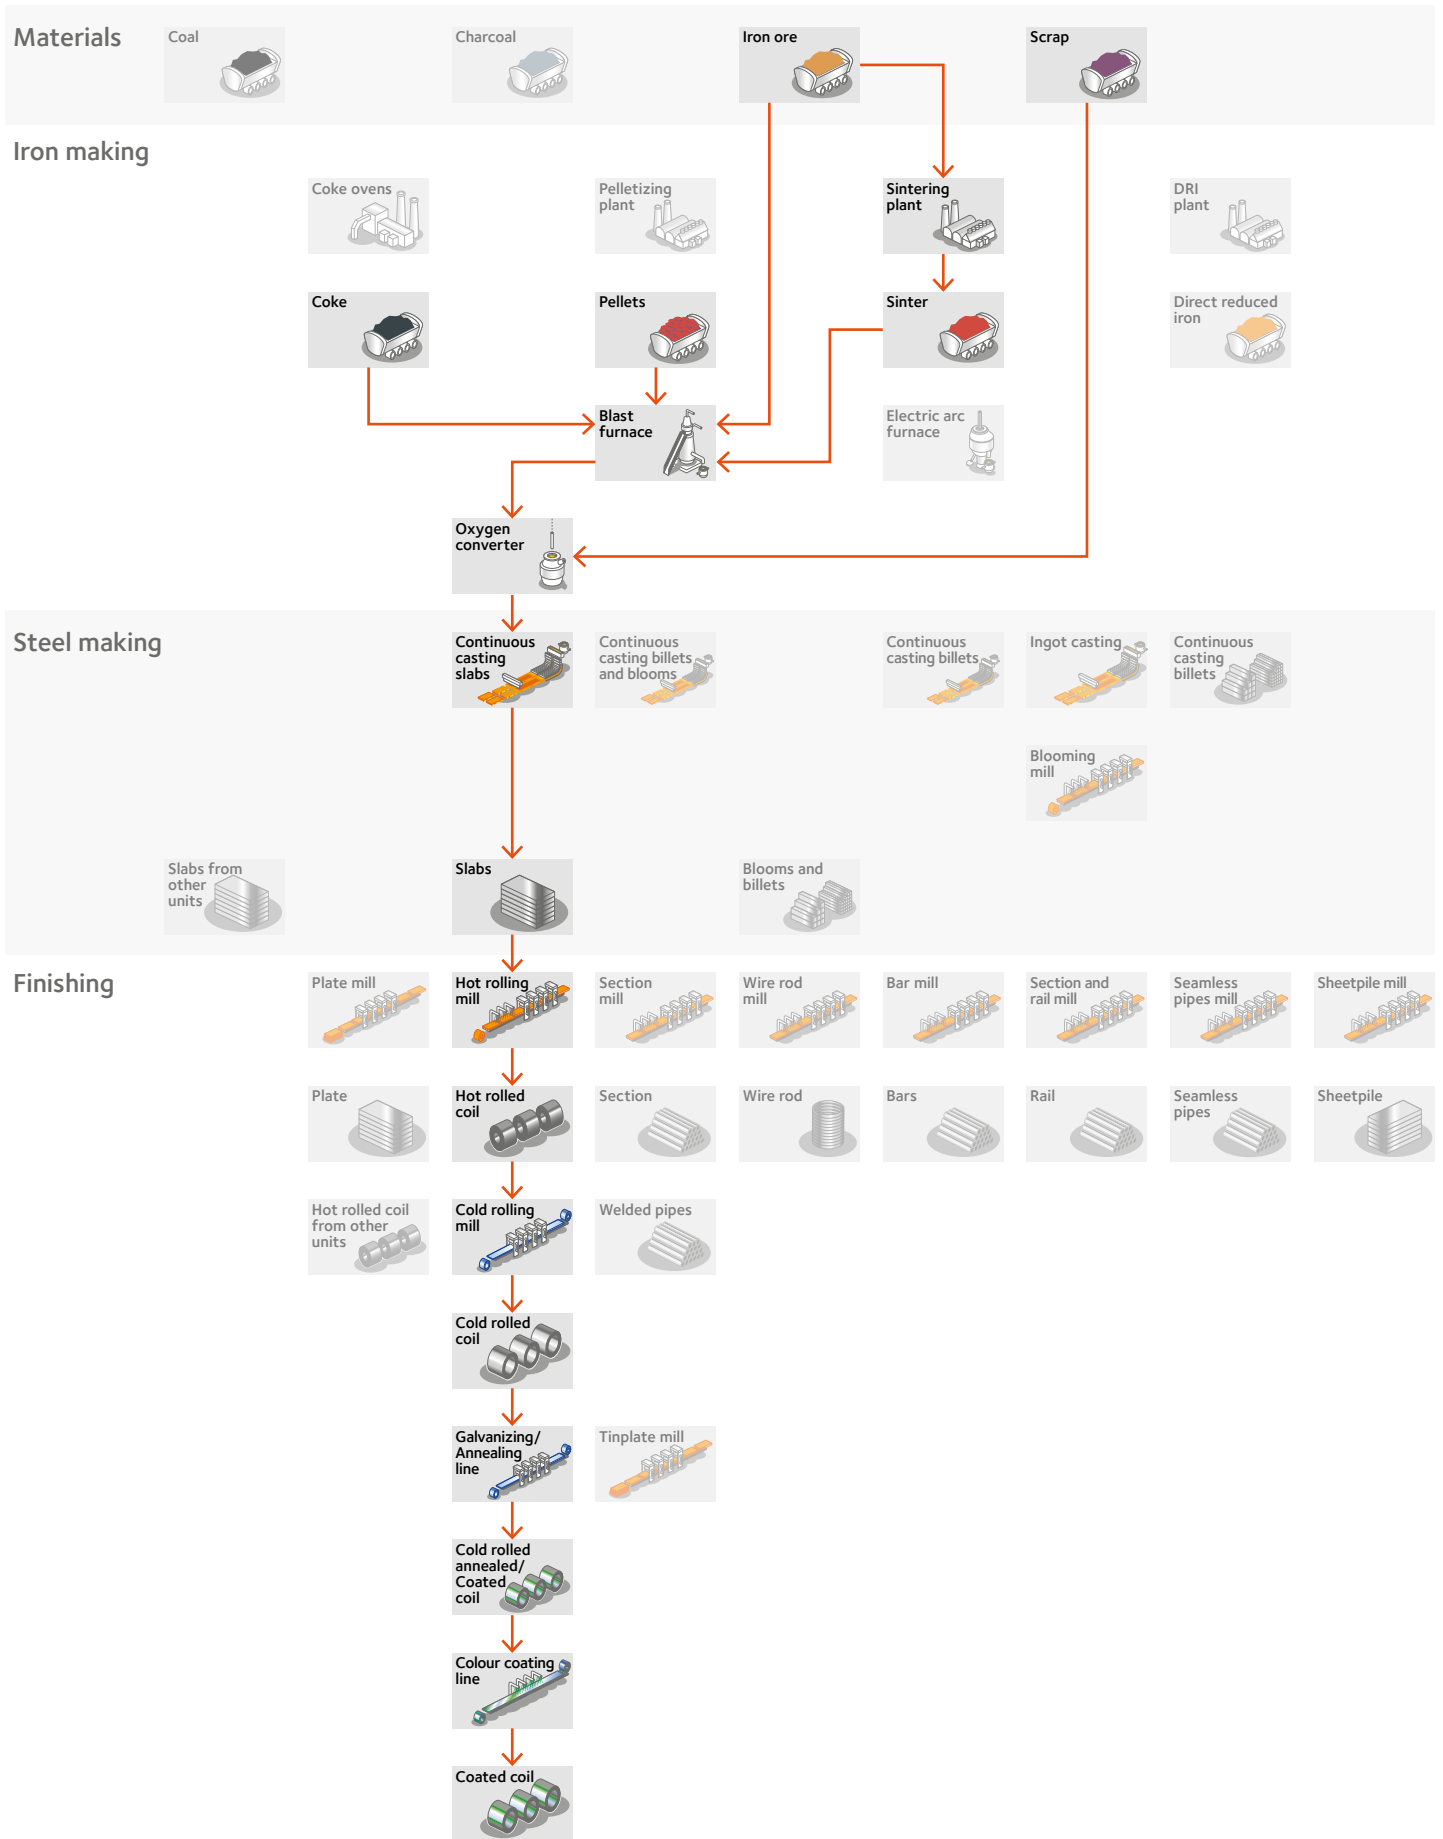 Materials
Coal
Charcoal
Iron ore
Scrap
Iron making
Coke ovens
Pelletizing
plant
Sintering
plant
DRI
plant
Coke
Pellets
Sinter
Direct reduced
iron
Blast
furnace
Electric arc
furnace
Oxygen
converter
Steel making
Continuous
casting
slabs
Continuous
casting billets
and blooms
Continuous
casting billets
Ingot casting
Continuous
casting
billets
Blooming
mill
Slabs from
other
units
Slabs
Blooms and
billets
Finishing
Plate mill
Hot rolling
mill
Section
mill
Wire rod
mill
Bar mill
Section and
rail mill
Seamless
pipes mill
Sheetpile mill
Plate
Hot rolled
coil
Section
Wire rod
Bars
Rail
Seamless
pipes
Sheetpile
Hot rolled coil
from other
units
Cold rolling
mill
Welded pipes
Cold rolled
coil
Galvanizing/
Annealing
line
Tinplate mill
Cold rolled
annealed/
Coated
coil
Colour coating
line
Coated coil